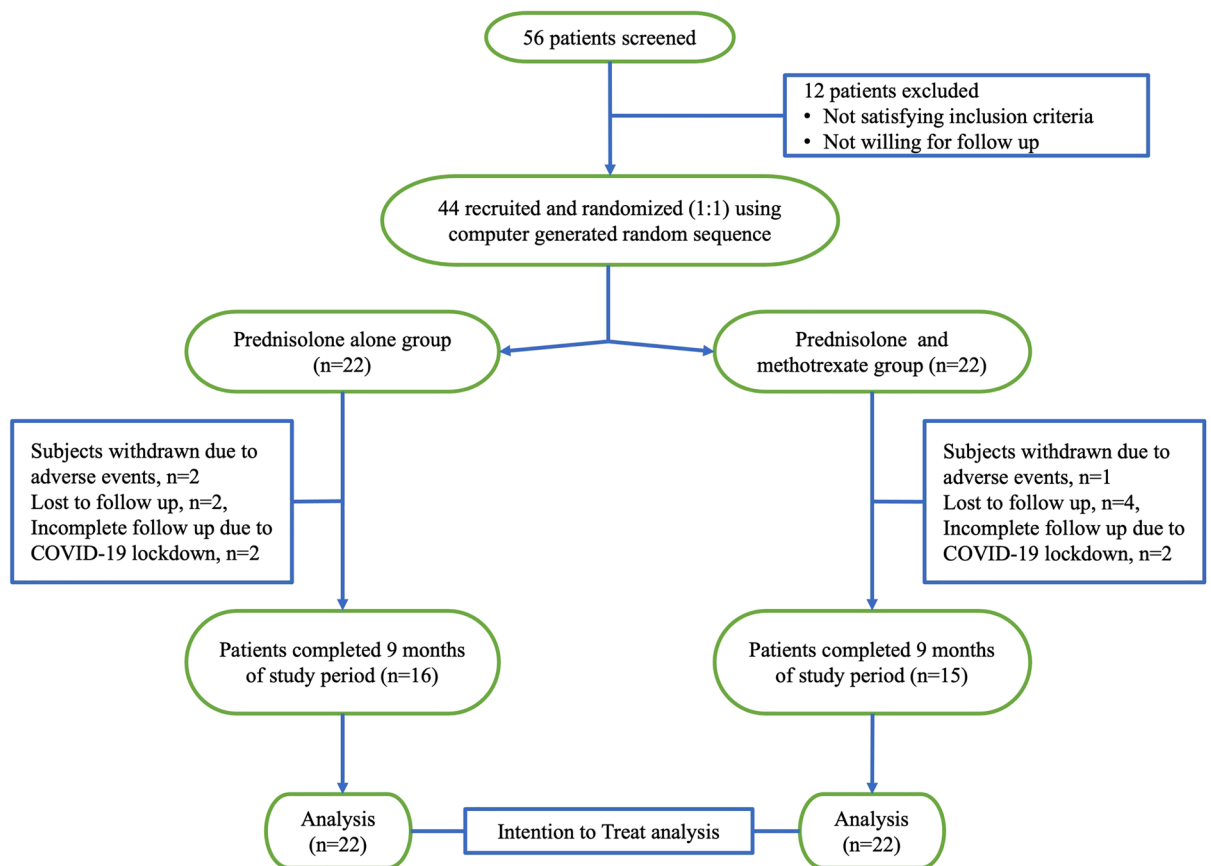 56 patients screened
12 patients excluded
• Not satisfying inclusion criteria
• Not willing for follow up
44 recruited and randomized (1:1) using
computer generated random sequence
Prednisolone alone group
(n=22)
Prednisolone and
methotrexate group (n=22)
Subjects withdrawn due to
adverse events, n=2
Lost to follow up, n=2,
Incomplete follow up due to
COVID-19 lockdown, n=2
Subjects withdrawn due to
adverse events, n=1
Lost to follow up, n=4,
Incomplete follow up due to
COVID-19 lockdown, n=2
Patients completed 9 months
of study period (n=16)
Patients completed 9 months
of study period (n=15)
Analysis
(n=22)
Intention to Treat analysis
Analysis
(n=22)